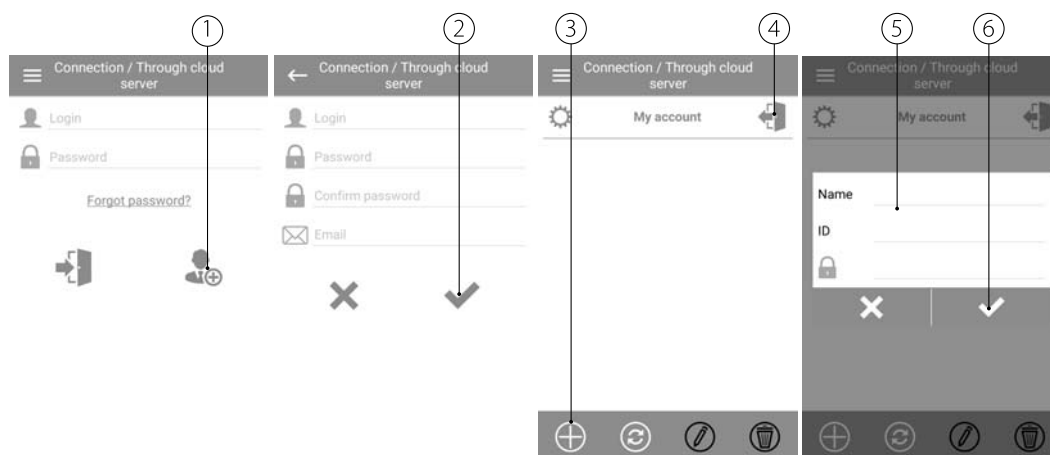 1
2
3
4
5
6
Connection / Through cloud
server
Login
Password
Forgot password?
Connection / Through cloud
server
Login
Password
Confirm password
Email
Connection / Through cloud
server
My account
Connection / Through cloud
server
My account
Name
ID